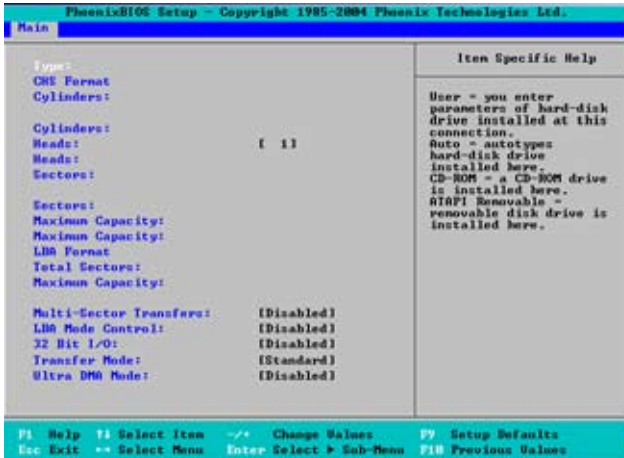 PhoenixBIOS Setup - Copyright 1985-2004 Phoenix Technologies Ltd.
Main
Type:
CHS Format
Cylinders:
Cylinders:
Heads: [ 1]
Heads:
Sectors:
Sectors:
Maximum Capacity:
Maximum Capacity:
LBA Format
Total Sectors:
Maximum Capacity:
Multi-Sector Transfers: [Disabled]
LBA Mode Control: [Disabled]
32 Bit I/O: [Disabled]
Transfer Mode: [Standard]
Ultra DMA Mode: [Disabled]
Item Specific Help
User = you enter
parameters of hard-disk
drive installed at this
connection.
Auto = autotypes
hard-disk drive
installed here.
CD-ROM = a CD-ROM drive
is installed here.
ATAPI Removable =
removable disk drive is
installed here.
F1 Help ↑↓ Select Item -/+ Change Values F9 Setup Defaults
Esc Exit ↔ Select Menu Enter Select ▶ Sub-Menu F10 Previous Values